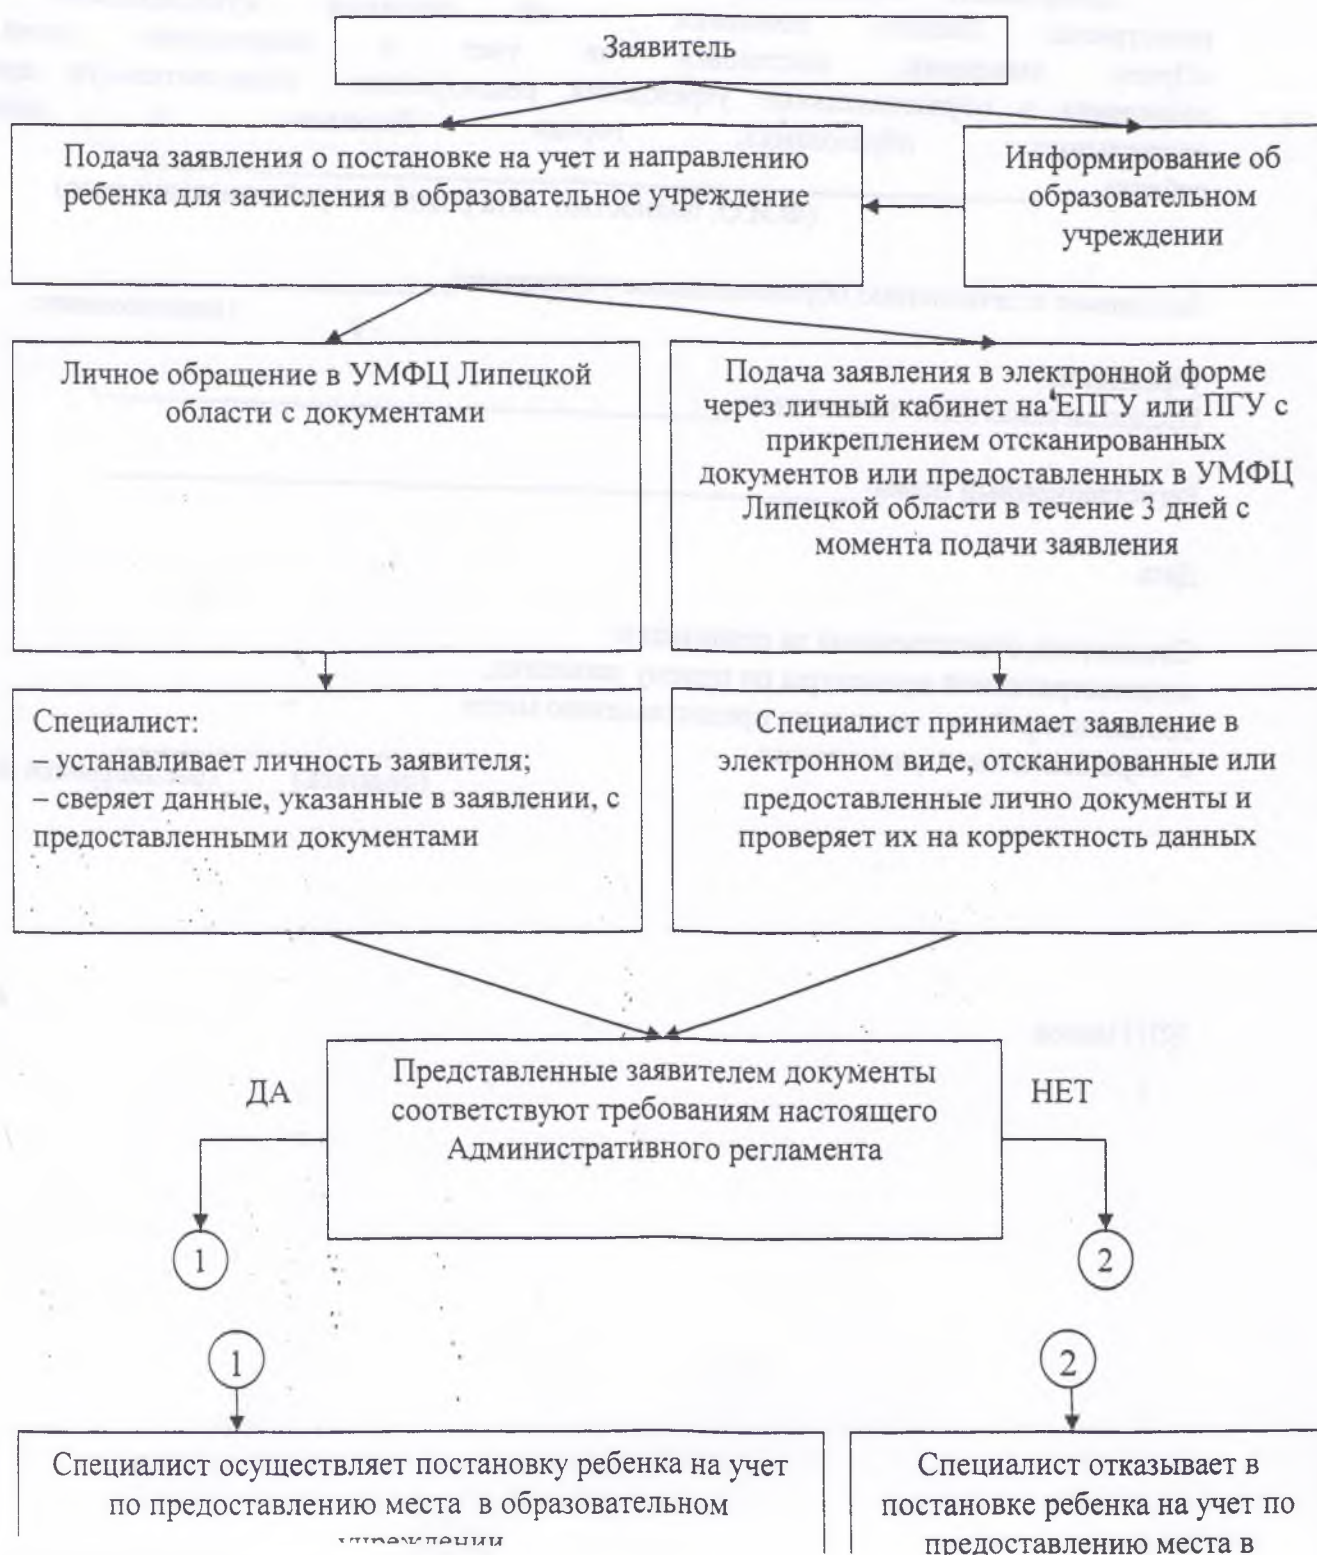 Заявитель
Подача заявления о постановке на учет и направлению
ребенка для зачисления в образовательное учреждение
Информирование об
образовательном
учреждении
Личное обращение в УМФЦ Липецкой
области с документами
Подача заявления в электронной форме
через личный кабинет на ЕПГУ или ПГУ с
прикреплением отсканированных
документов или предоставленных в УМФЦ
Липецкой области в течение 3 дней с
момента подачи заявления
Специалист:
– устанавливает личность заявителя;
– сверяет данные, указанные в заявлении, с
предоставленными документами
Специалист принимает заявление в
электронном виде, отсканированные или
предоставленные лично документы и
проверяет их на корректность данных
ДА
Представленные заявителем документы
соответствуют требованиям настоящего
Административного регламента
НЕТ
1
2
1
2
Специалист осуществляет постановку ребенка на учет
по предоставлению места в образовательном
учреждении
Специалист отказывает в
постановке ребенка на учет по
предоставлению места в